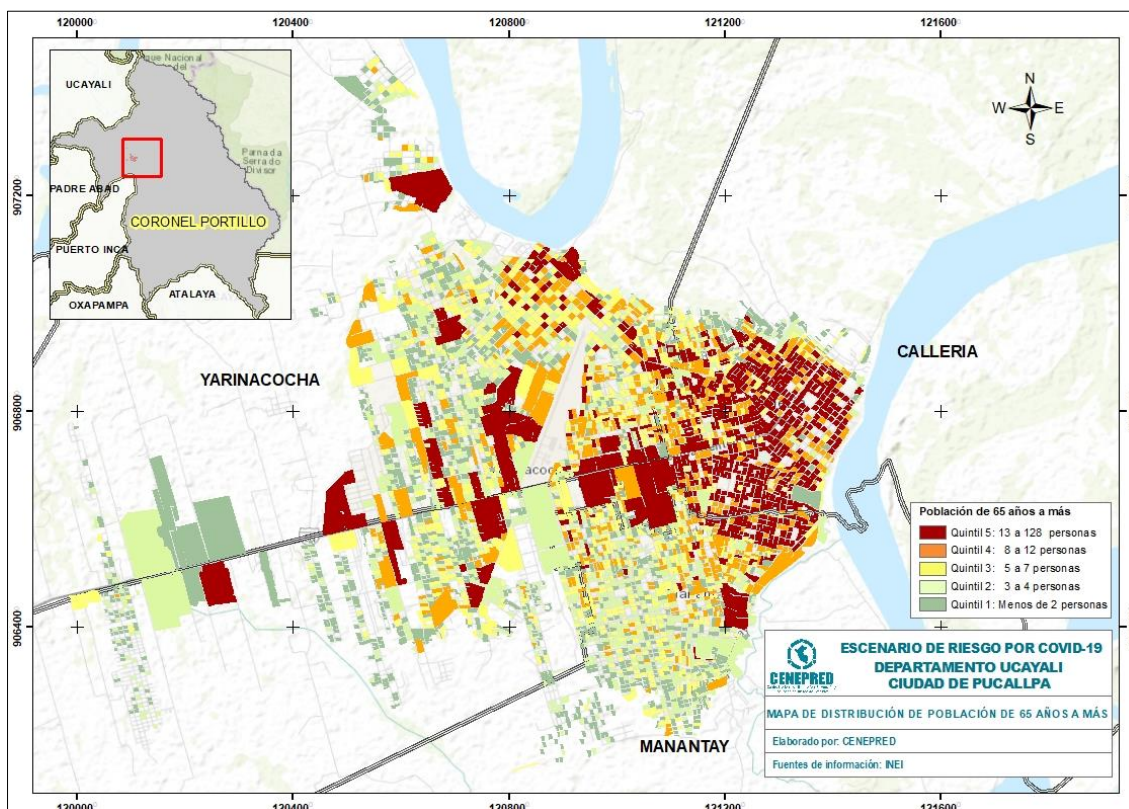 120000 120400 120800 121200 121600
UCAYALI
PADRE ABAD
CORONEL PORTILLO
PUERTO INCA
OXAPAMPA
ATALAYA
N
W E
S
907200
906800
906400
YARINACOCHA
CALLERIA
MANANTAY
Población de 65 años a más
Quintil 5: 13 a 128 personas
Quintil 4: 8 a 12 personas
Quintil 3: 5 a 7 personas
Quintil 2: 3 a 4 personas
Quintil 1: Menos de 2 personas
CENEPRED
ESCENARIO DE RIESGO POR COVID-19
DEPARTAMENTO UCAYALI
CIUDAD DE PUCALLPA
MAPA DE DISTRIBUCIÓN DE POBLACIÓN DE 65 AÑOS A MÁS
Elaborado por: CENEPRED
Fuentes de información: INEI
120000 120400 120800 121200 121600